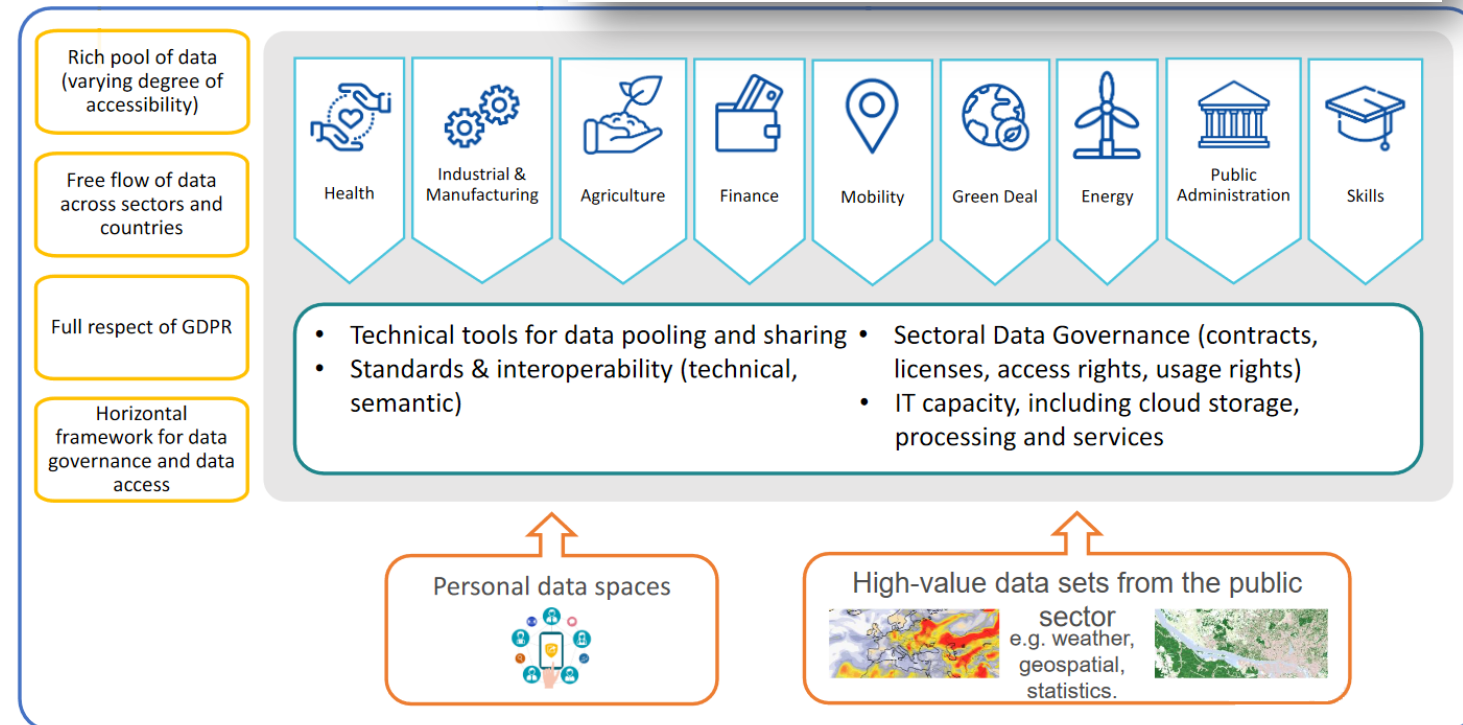 Rich pool of data
(varying degree of
accessibility)
Free flow of data
across sectors and
countries
Full respect of GDPR
Horizontal
framework for data
governance and data
access
Health
Industrial &
Manufacturing
Agriculture
Finance
Mobility
Green Deal
Energy
Public
Administration
Skills
• Technical tools for data pooling and sharing
• Standards & interoperability (technical,
semantic)
• Sectoral Data Governance (contracts,
licenses, access rights, usage rights)
• IT capacity, including cloud storage,
processing and services
Personal data spaces
High-value data sets from the public
sector
e.g. weather,
geospatial,
statistics.